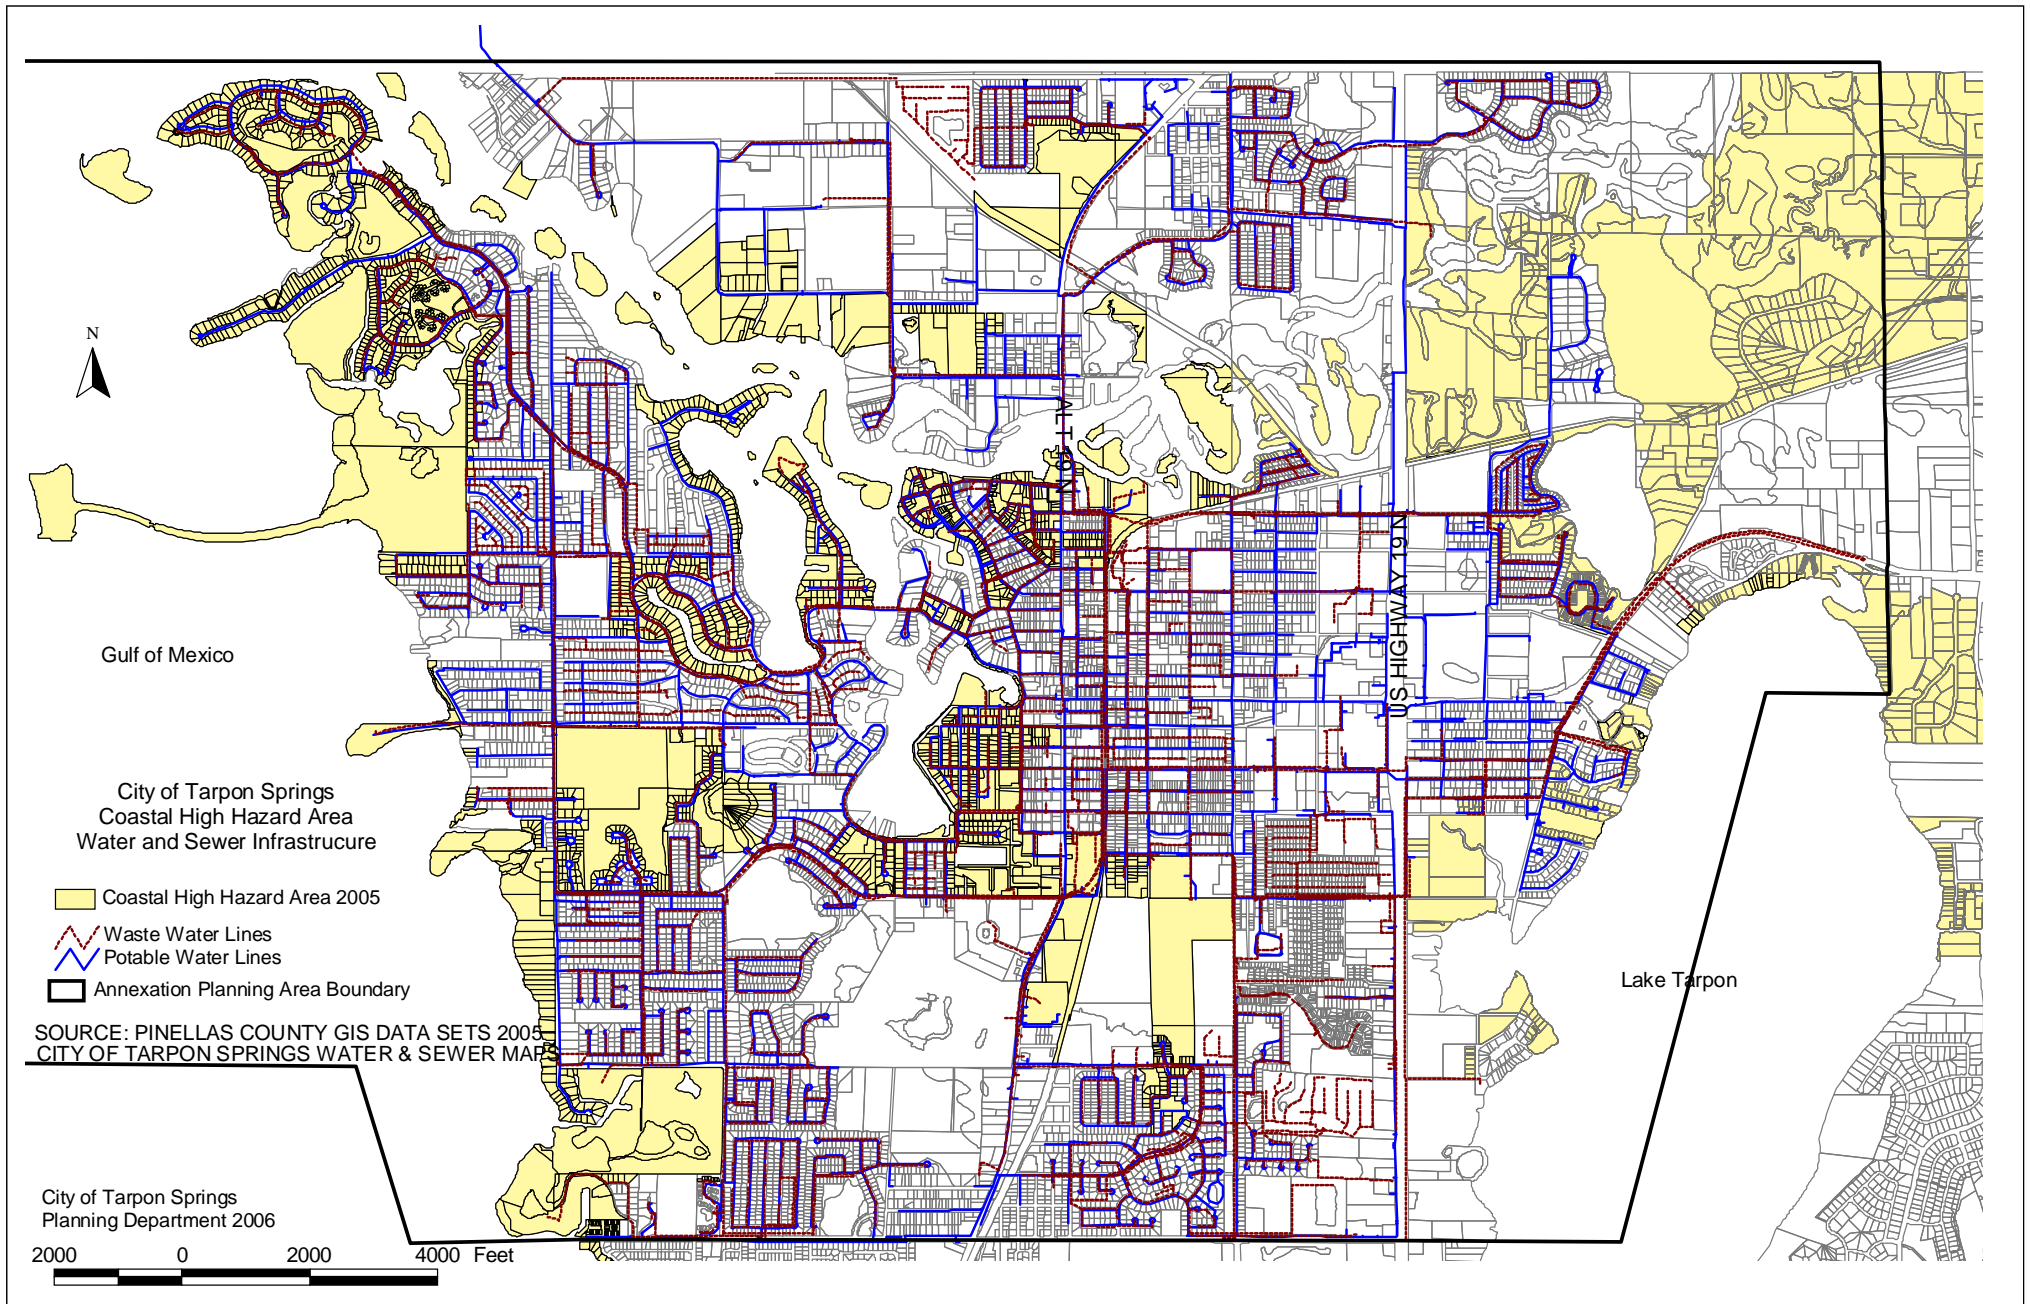 N
ALT 19N
US HIGHWAY 19N
Gulf of Mexico
City of Tarpon Springs
Coastal High Hazard Area
Water and Sewer Infrastrucure
Coastal High Hazard Area 2005
Waste Water Lines
Potable Water Lines
Annexation Planning Area Boundary
Lake Tarpon
SOURCE: PINELLAS COUNTY GIS DATA SETS 2005
CITY OF TARPON SPRINGS WATER & SEWER MAPS
City of Tarpon Springs
Planning Department 2006
2000 0 2000 4000 Feet